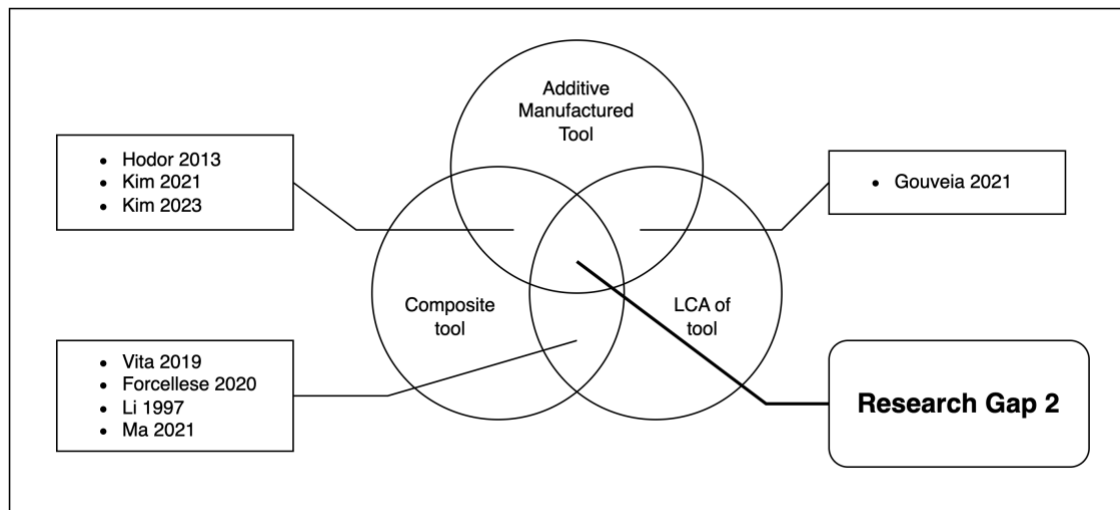 Additive
Manufactured
Tool
• Hodor 2013
• Kim 2021
• Kim 2023
• Gouveia 2021
Composite
tool
LCA of
tool
• Vita 2019
• Forcellese 2020
• Li 1997
• Ma 2021
Research Gap 2